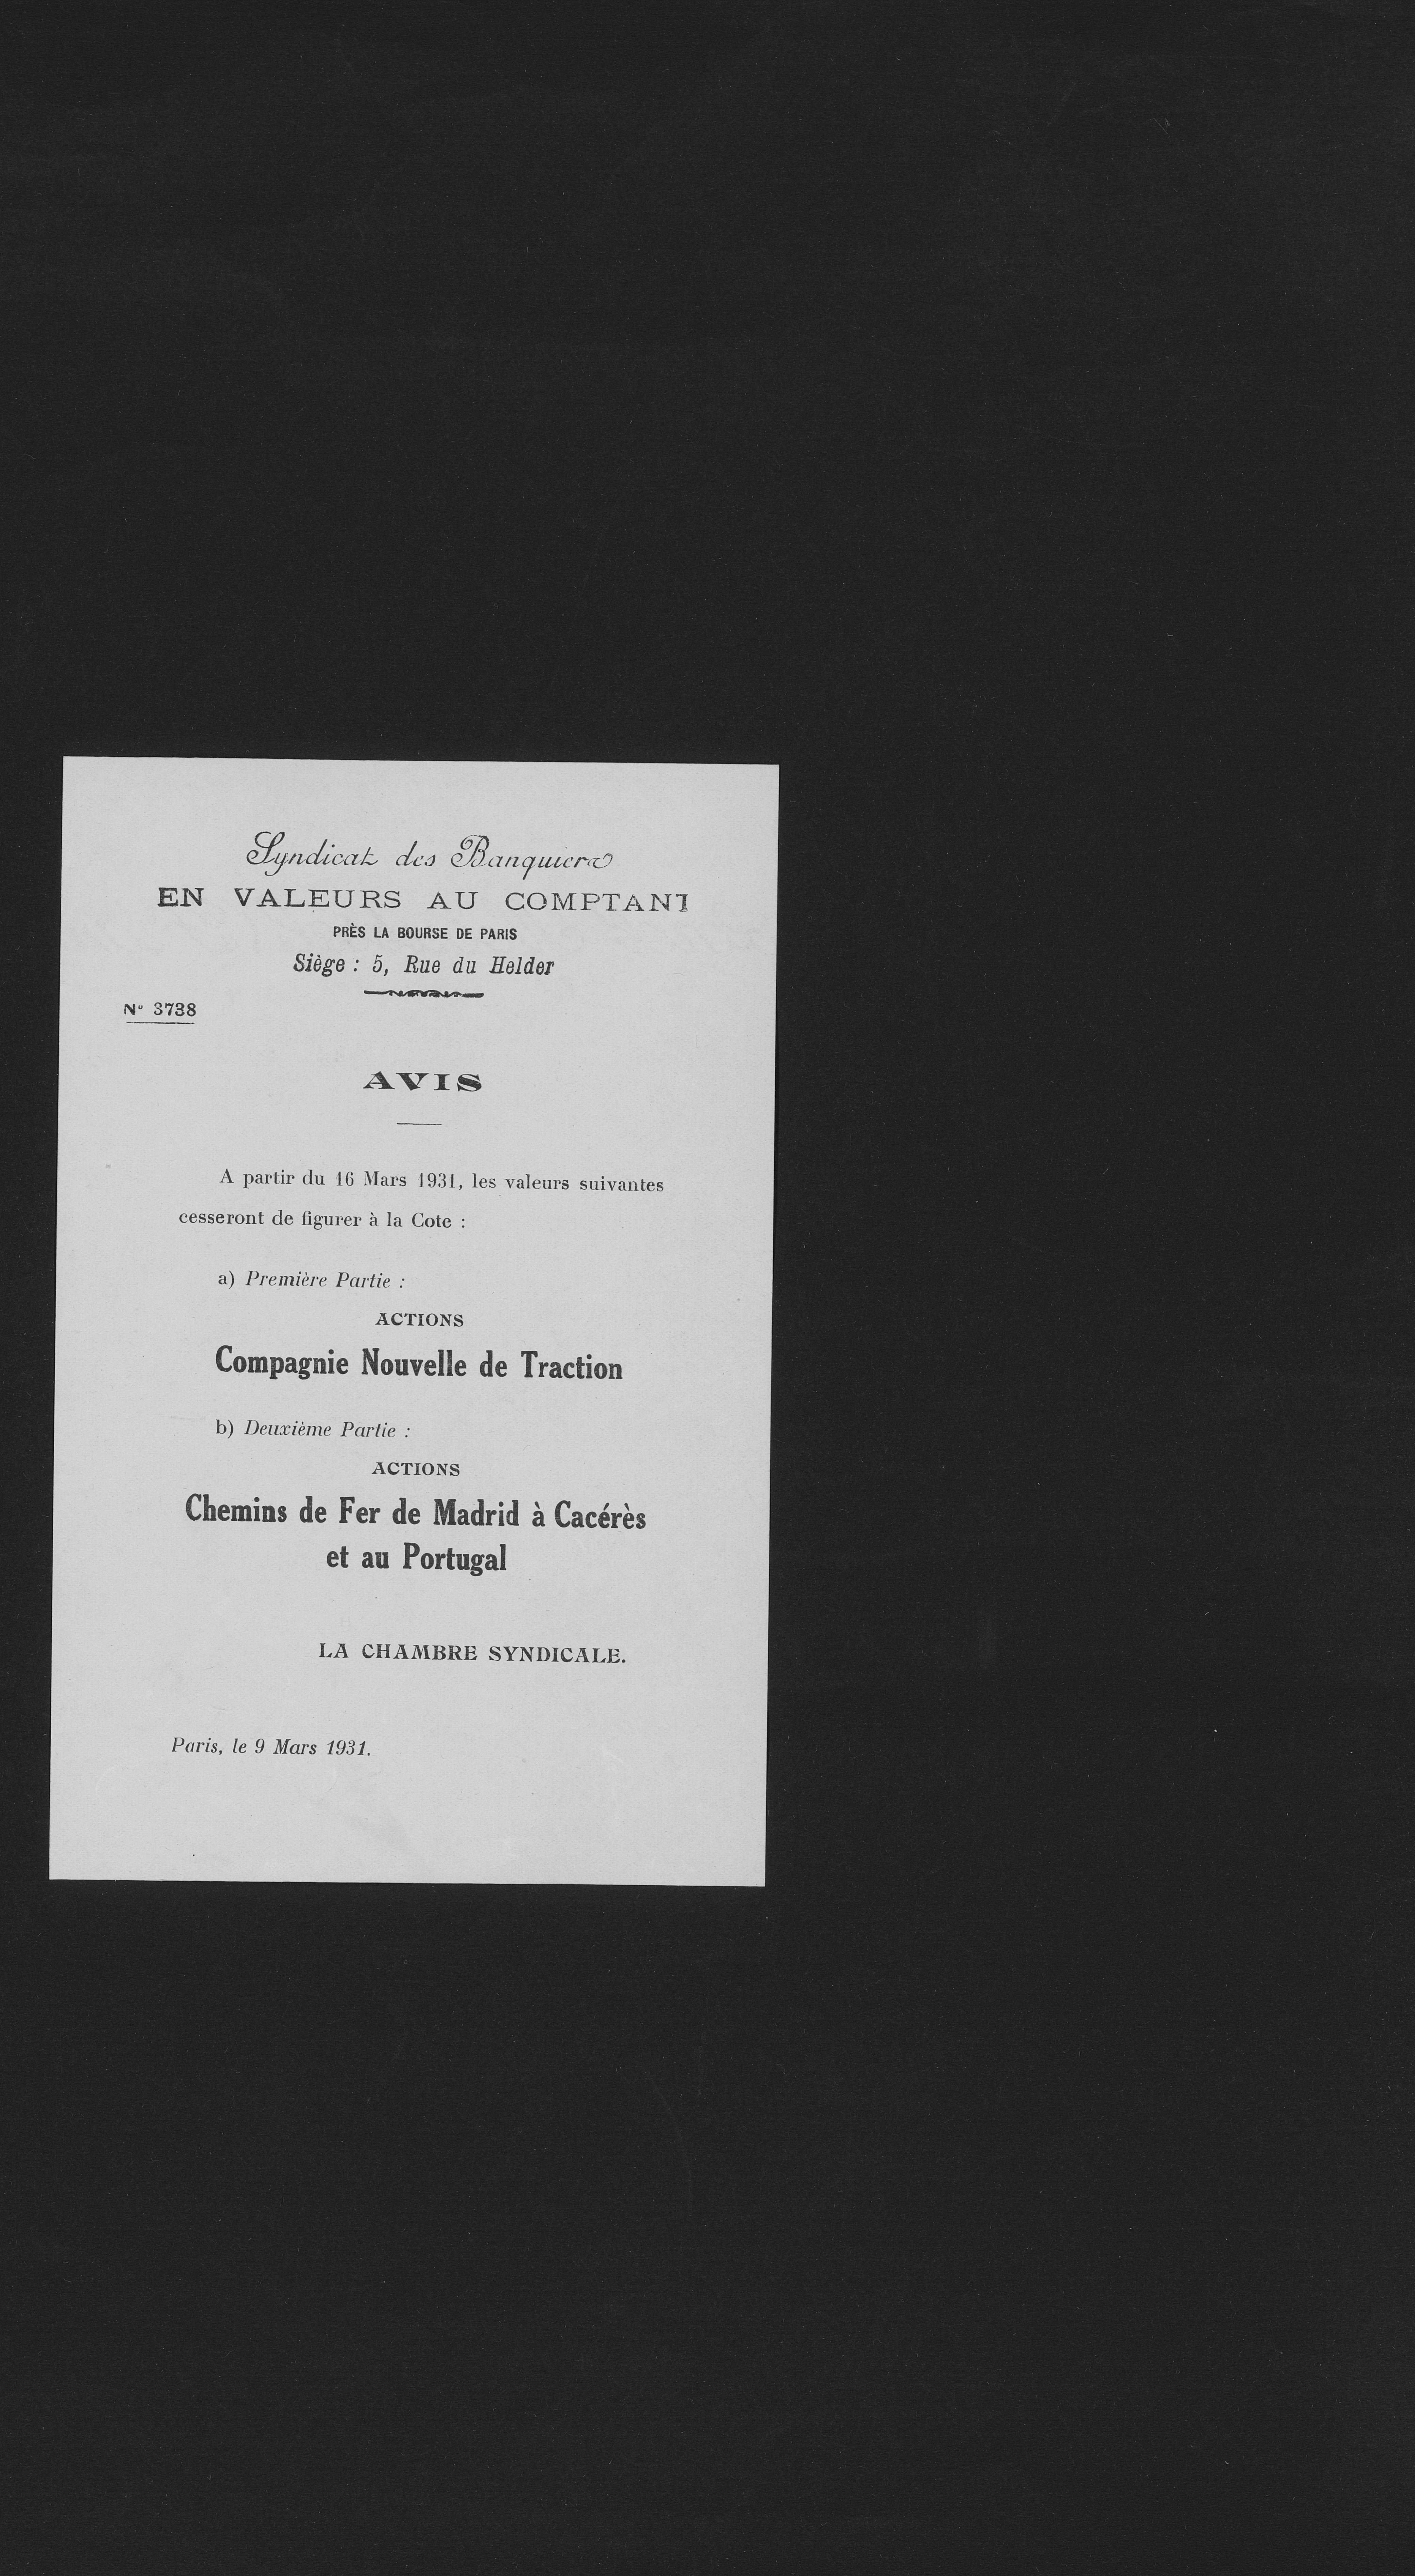 Syndicat des Banquiers
EN VALEURS AU COMPTANT
PRÈS LA BOURSE DE PARIS
Siège : 5, Rue du Helder
N° 3738
AVIS
A partir du 16 Mars 1931, les valeurs suivantes
cesseront de figurer à la Cote :
a) Première Partie :
ACTIONS
Compagnie Nouvelle de Traction
b) Deuxième Partie :
ACTIONS
Chemins de Fer de Madrid à Cacérès
et au Portugal
LA CHAMBRE SYNDICALE.
Paris, le 9 Mars 1931.